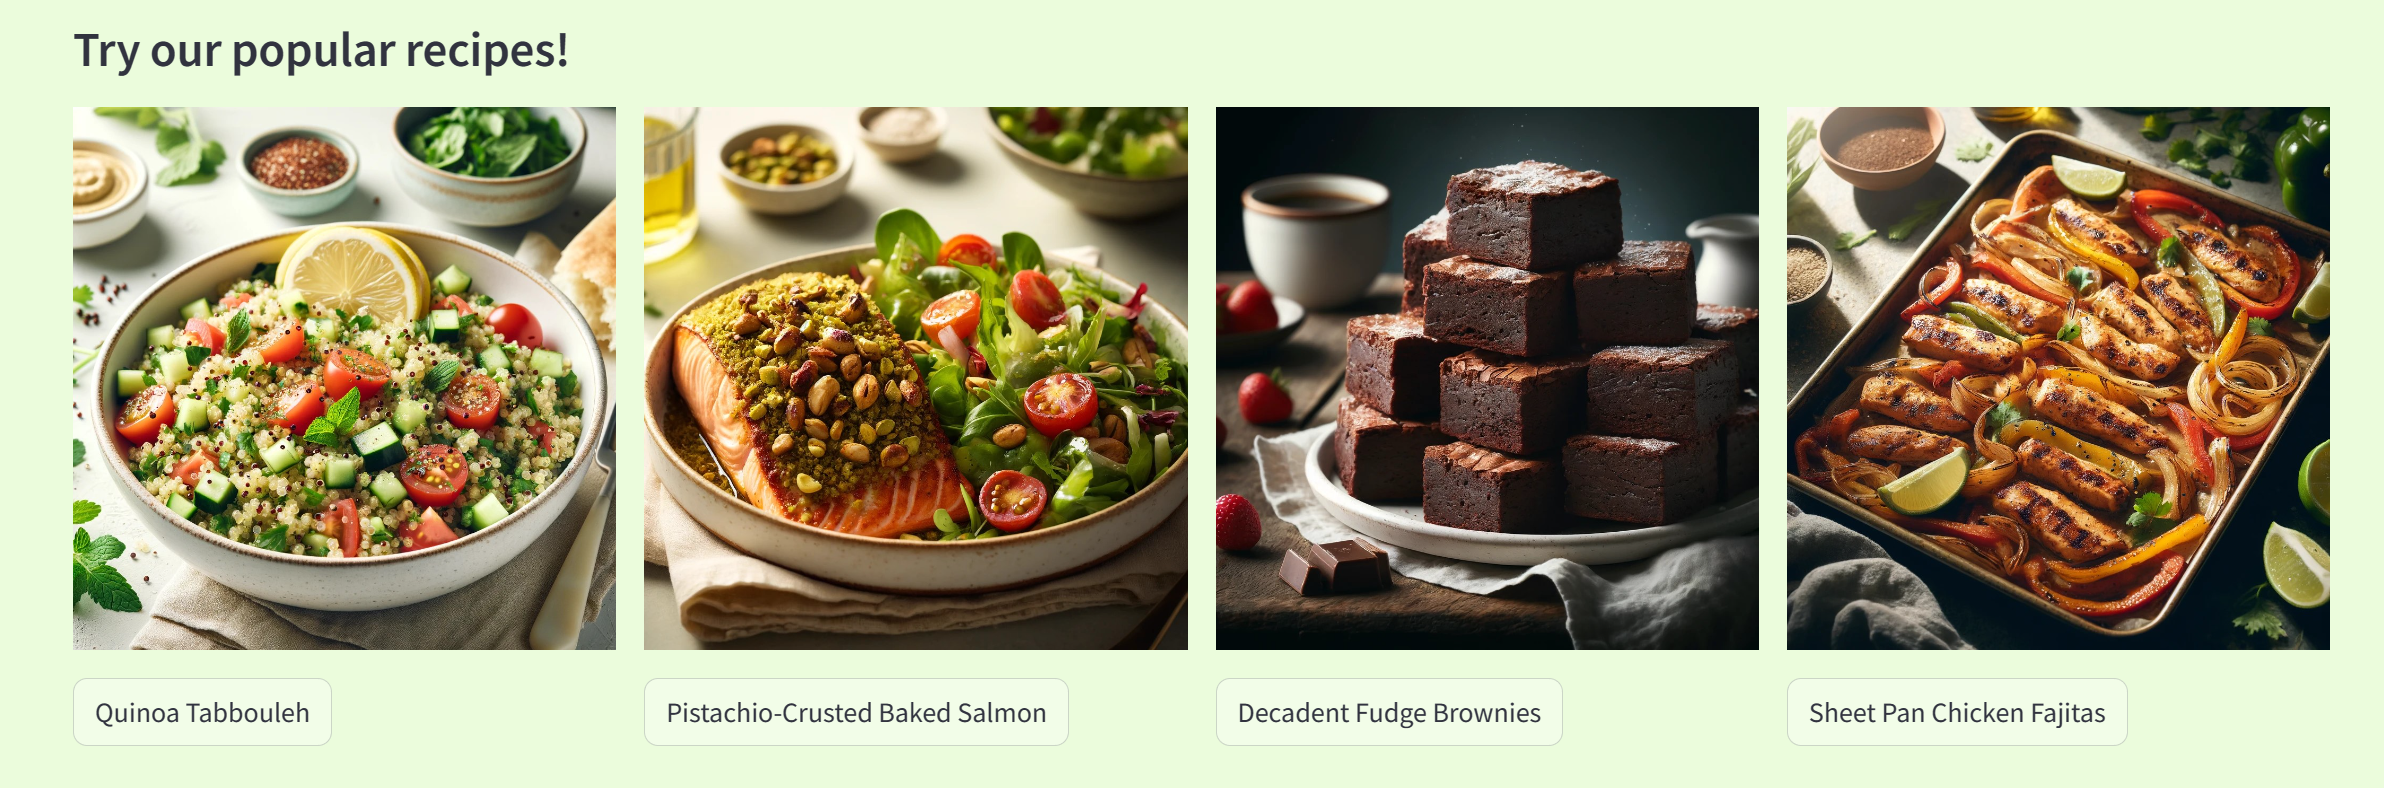 Try our popular recipes!
Quinoa Tabbouleh
Pistachio-Crusted Baked Salmon
Decadent Fudge Brownies
Sheet Pan Chicken Fajitas